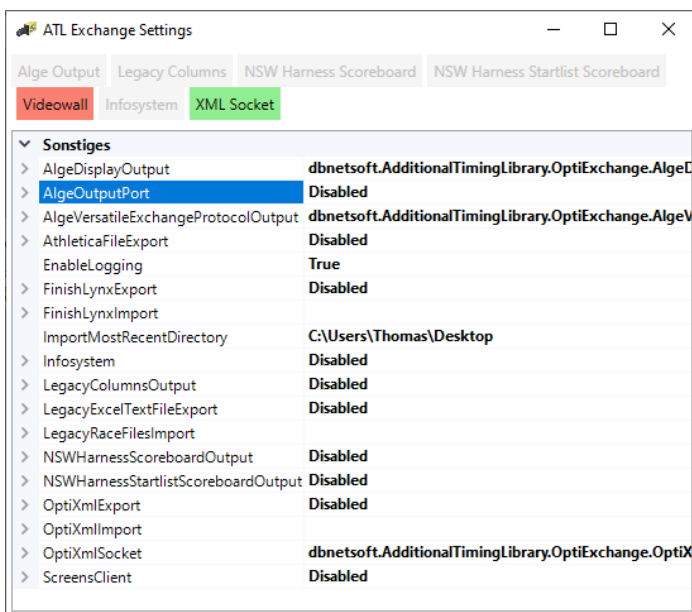 ATL Exchange Settings
Alge Output Legacy Columns NSW Harness Scoreboard NSW Harness Startlist Scoreboard
Videowall Infosystem XML Socket
Sonstiges
AlgeDisplayOutput dbnetsoft.AdditionalTimingLibrary.OptiExchange.AlgeD
AlgeOutputPort Disabled
AlgeVersatileExchangeProtocolOutput dbnetsoft.AdditionalTimingLibrary.OptiExchange.AlgeV
AthleticaFileExport Disabled
EnableLogging True
FinishLynxExport Disabled
FinishLynxImport
ImportMostRecentDirectory C:\Users\Thomas\Desktop
Infosystem Disabled
LegacyColumnsOutput Disabled
LegacyExcelTextFileExport Disabled
LegacyRaceFilesImport
NSWHarnessScoreboardOutput Disabled
NSWHarnessStartlistScoreboardOutput Disabled
OptiXmlExport Disabled
OptiXmlImport
OptiXmlSocket dbnetsoft.AdditionalTimingLibrary.OptiExchange.OptiX
ScreensClient Disabled